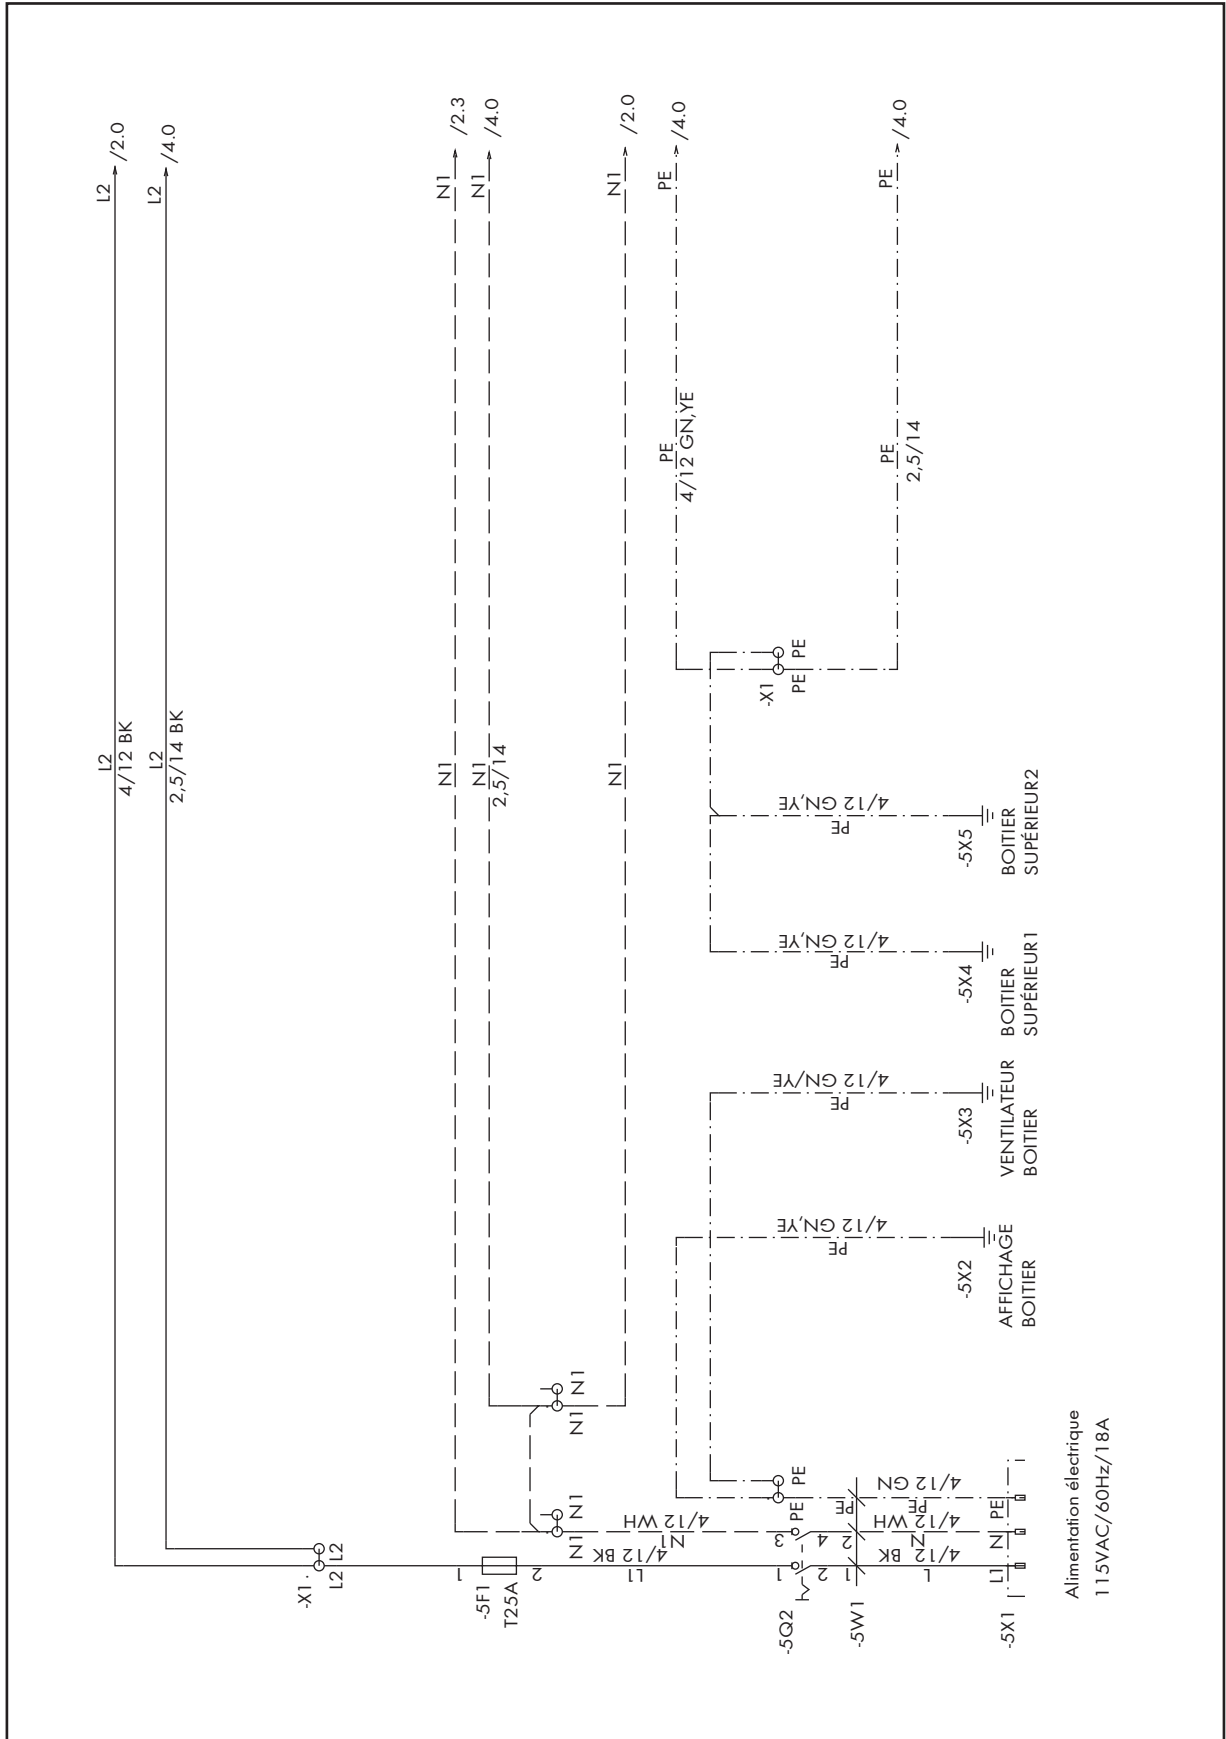 L2 /2.0
L2 /4.0
N1 /2.3
N1 /4.0
N1 /2.0
PE /4.0
PE /4.0
L2
4/12 BK
L2
2,5/14 BK
N1
N1
2,5/14
N1
PE
4/12 GN,YE
PE
2,5/14
-X1
PE
PE
4/12 GN,YE
PE
-5X5
BOITIER
SUPÉRIEUR2
4/12 GN,YE
PE
-5X4
BOITIER
SUPÉRIEUR1
4/12 GN/YE
PE
-5X3
VENTILATEUR
BOITIER
4/12 GN,YE
PE
-5X2
AFFICHAGE
BOITIER
N1
N1
N1
N1
PE
PE
-X1.
L2
L2
1
-5F1
T25A
2
4/12 BK
L1
4/12 WH
N1
-5Q2
1
2
3
4
-5W1
1
2
PE
4/12 BK
L
4/12 WH
N
4/12 GN
PE
-5X1
L1
N
PE
Alimentation électrique
115VAC/60Hz/18A